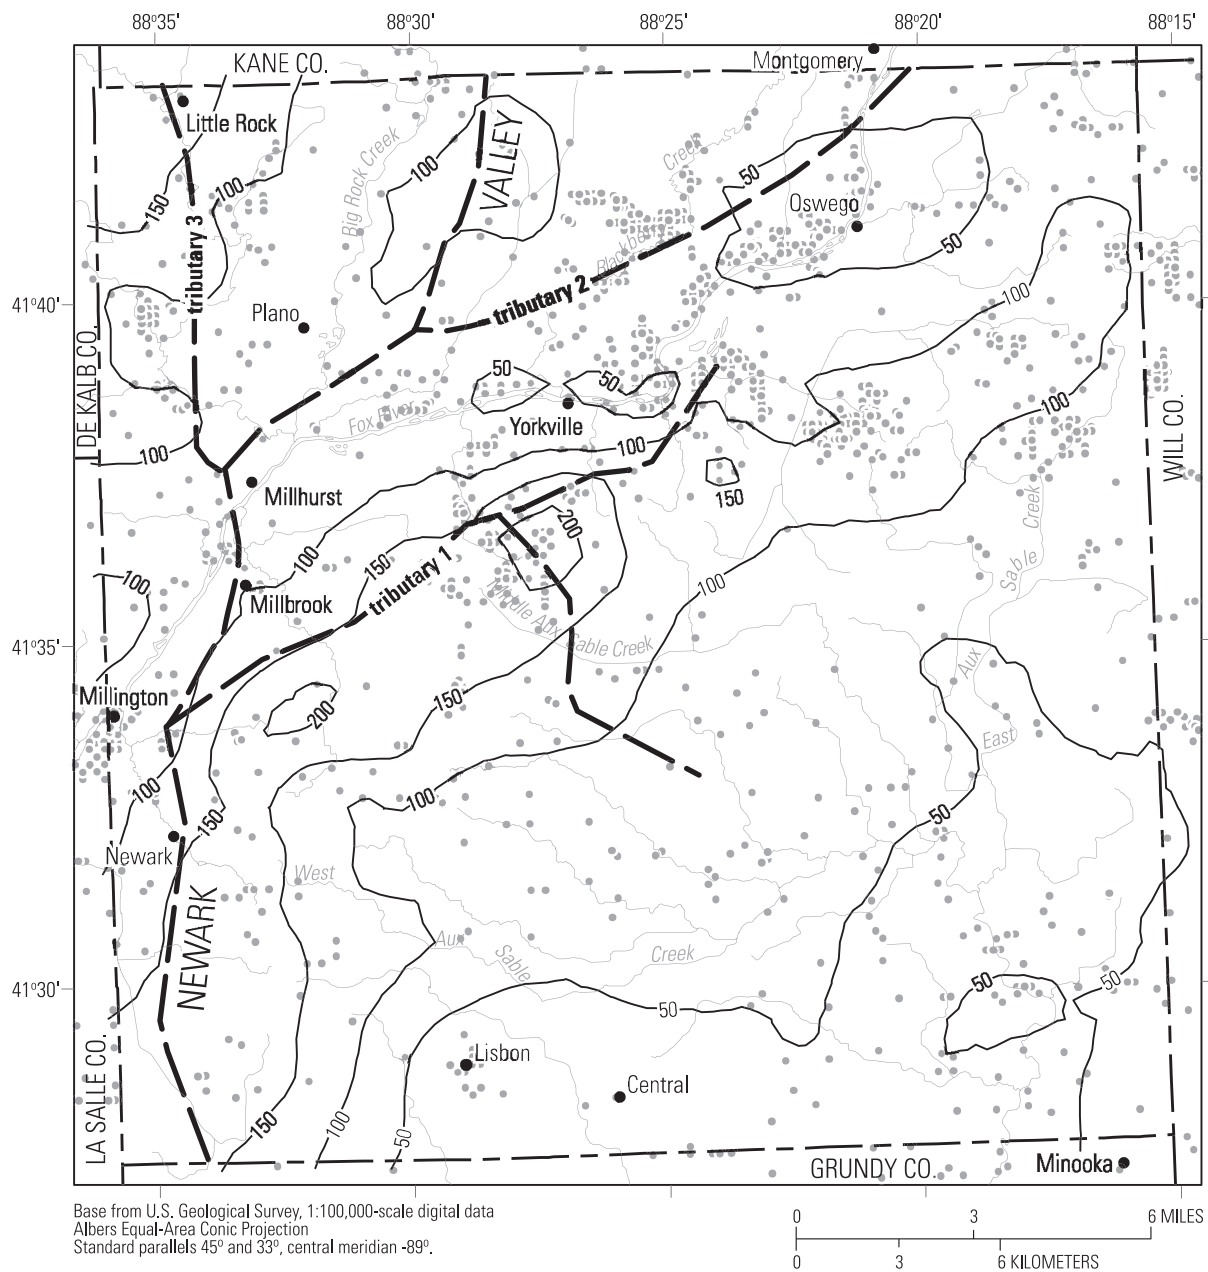 88°35' 88°30' 88°25' 88°20' 88°15'
KANE CO.
Montgomery
Little Rock
VALLEY
Creek
Big Rock Creek
100
50
150
100
Oswego
tributary 3
Blackberry
50
41°40'
Plano
tributary 2
100
DE KALB CO.
50
50
Fox River
Yorkville
100
WILL CO.
100
100
Millhurst
150
Creek
200
100
150
tributary 1
Sable
100
Millbrook
Middle Aux Sable Creek
100
41°35'
Aux
Millington
200
150
East
100
100
150
50
Newark
West
NEWARK
Aux
Sable
Creek
41°30'
50
50
50
LA SALLE CO.
Lisbon
Central
150
100
50
GRUNDY CO.
Minooka
Base from U.S. Geological Survey, 1:100,000-scale digital data
Albers Equal-Area Conic Projection
Standard parallels 45° and 33°, central meridian -89°.
0 3 6 MILES
0 3 6 KILOMETERS